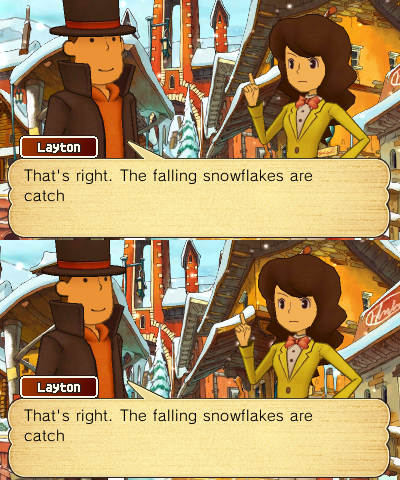 Layton
That's right. The falling snowflakes are
catch
Layton
That's right. The falling snowflakes are
catch